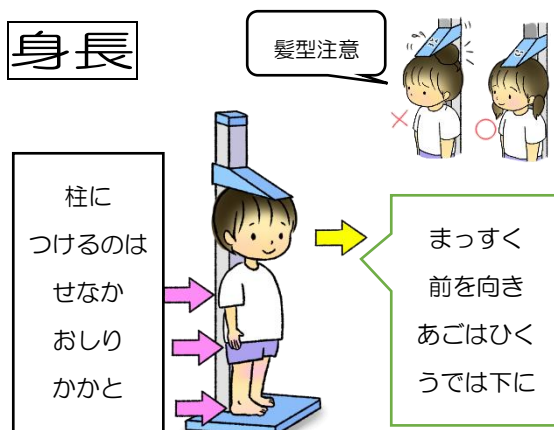 身長
髪型注意
柱に
つけるのは
せなか
おしり
かかと
まっすく
前を向き
あごはひく
うでは下に